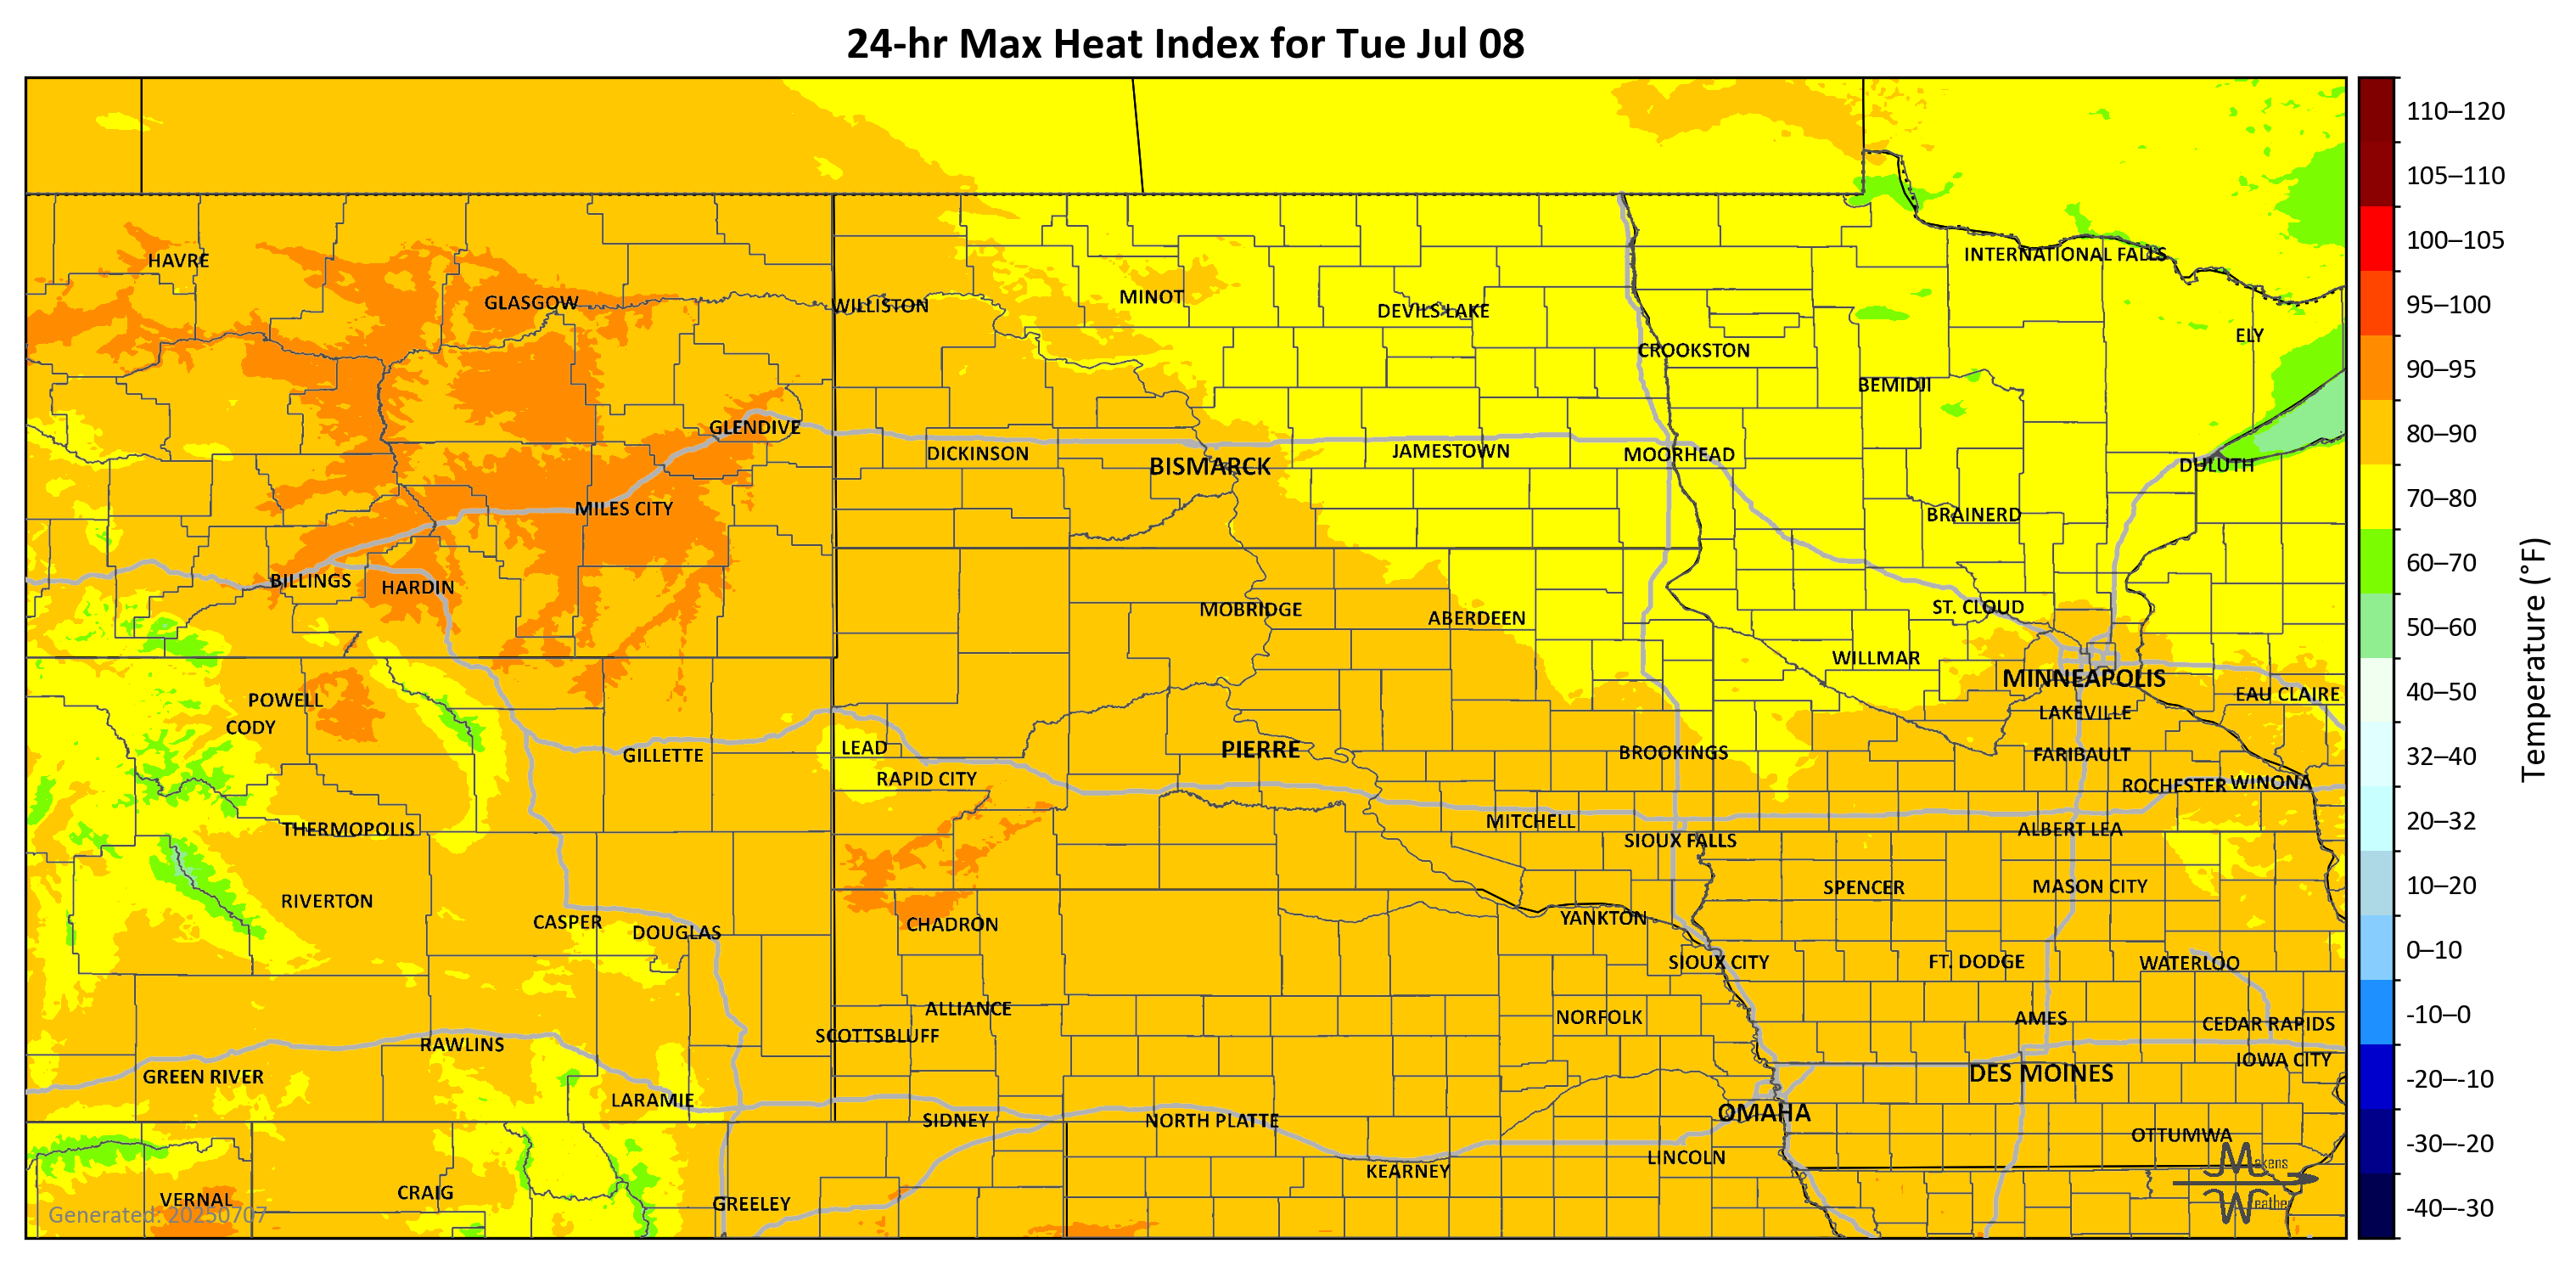 24-hr Max Heat Index for Tue Jul 08
110–120
105–110
100–105
95–100
90–95
80–90
70–80
60–70
50–60
40–50
32–40
20–32
10–20
0–10
-10–0
-20–-10
-30–-20
-40–-30
Temperature (°F)
HAVRE
GLASGOW
WILLISTON
MINOT
DEVILS LAKE
INTERNATIONAL FALLS
ELY
CROOKSTON
BEMIDJI
GLENDIVE
DICKINSON
BISMARCK
JAMESTOWN
MOORHEAD
DULUTH
MILES CITY
BRAINERD
BILLINGS
HARDIN
MOBRIDGE
ABERDEEN
ST. CLOUD
WILLMAR
MINNEAPOLIS
EAU CLAIRE
POWELL
CODY
LAKEVILLE
GILLETTE
LEAD
PIERRE
BROOKINGS
FARIBAULT
RAPID CITY
ROCHESTER
WINONA
THERMOPOLIS
MITCHELL
SIOUX FALLS
ALBERT LEA
RIVERTON
SPENCER
MASON CITY
CASPER
DOUGLAS
CHADRON
YANKTON
SIOUX CITY
FT. DODGE
WATERLOO
ALLIANCE
SCOTTSBLUFF
NORFOLK
AMES
CEDAR RAPIDS
RAWLINS
IOWA CITY
GREEN RIVER
DES MOINES
LARAMIE
SIDNEY
NORTH PLATTE
OMAHA
OTTUMWA
LINCOLN
KEARNEY
VERNAL
CRAIG
GREELEY
Generated: 20250707
Makens
Weather